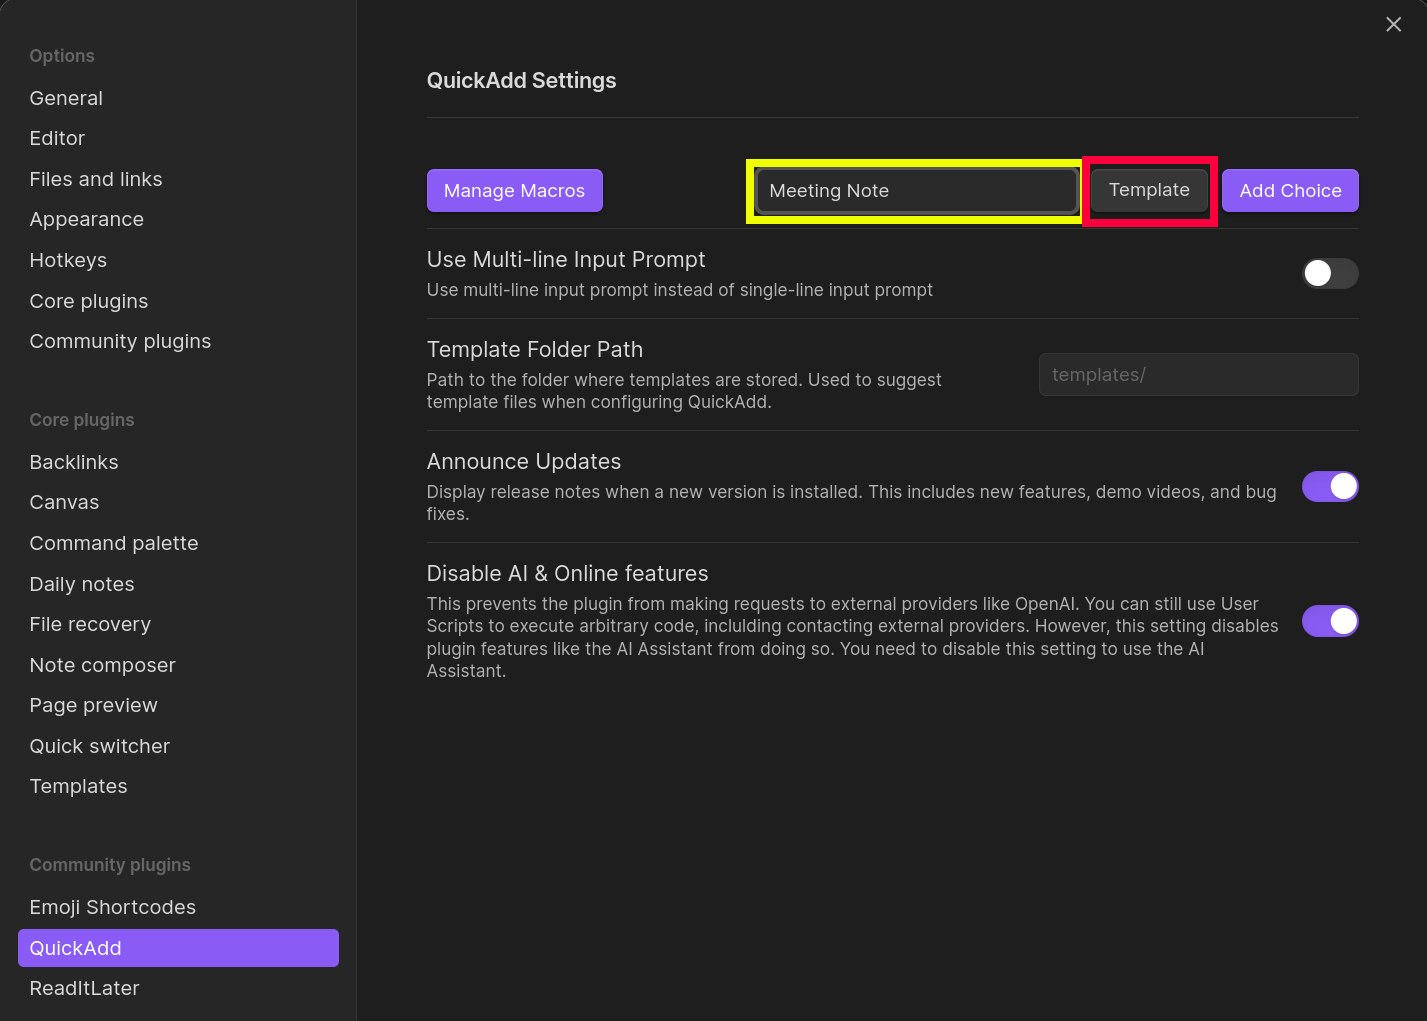 Options
General
Editor
Files and links
Appearance
Hotkeys
Core plugins
Community plugins
Core plugins
Backlinks
Canvas
Command palette
Daily notes
File recovery
Note composer
Page preview
Quick switcher
Templates
Community plugins
Emoji Shortcodes
QuickAdd
ReadItLater
QuickAdd Settings
Manage Macros Meeting Note Template Add Choice
Use Multi-line Input Prompt
Use multi-line input prompt instead of single-line input prompt
Template Folder Path
Path to the folder where templates are stored. Used to suggest
template files when configuring QuickAdd.
templates/
Announce Updates
Display release notes when a new version is installed. This includes new features, demo videos, and bug
fixes.
Disable AI & Online features
This prevents the plugin from making requests to external providers like OpenAI. You can still use User
Scripts to execute arbitrary code, inclulding contacting external providers. However, this setting disables
plugin features like the AI Assistant from doing so. You need to disable this setting to use the AI
Assistant.